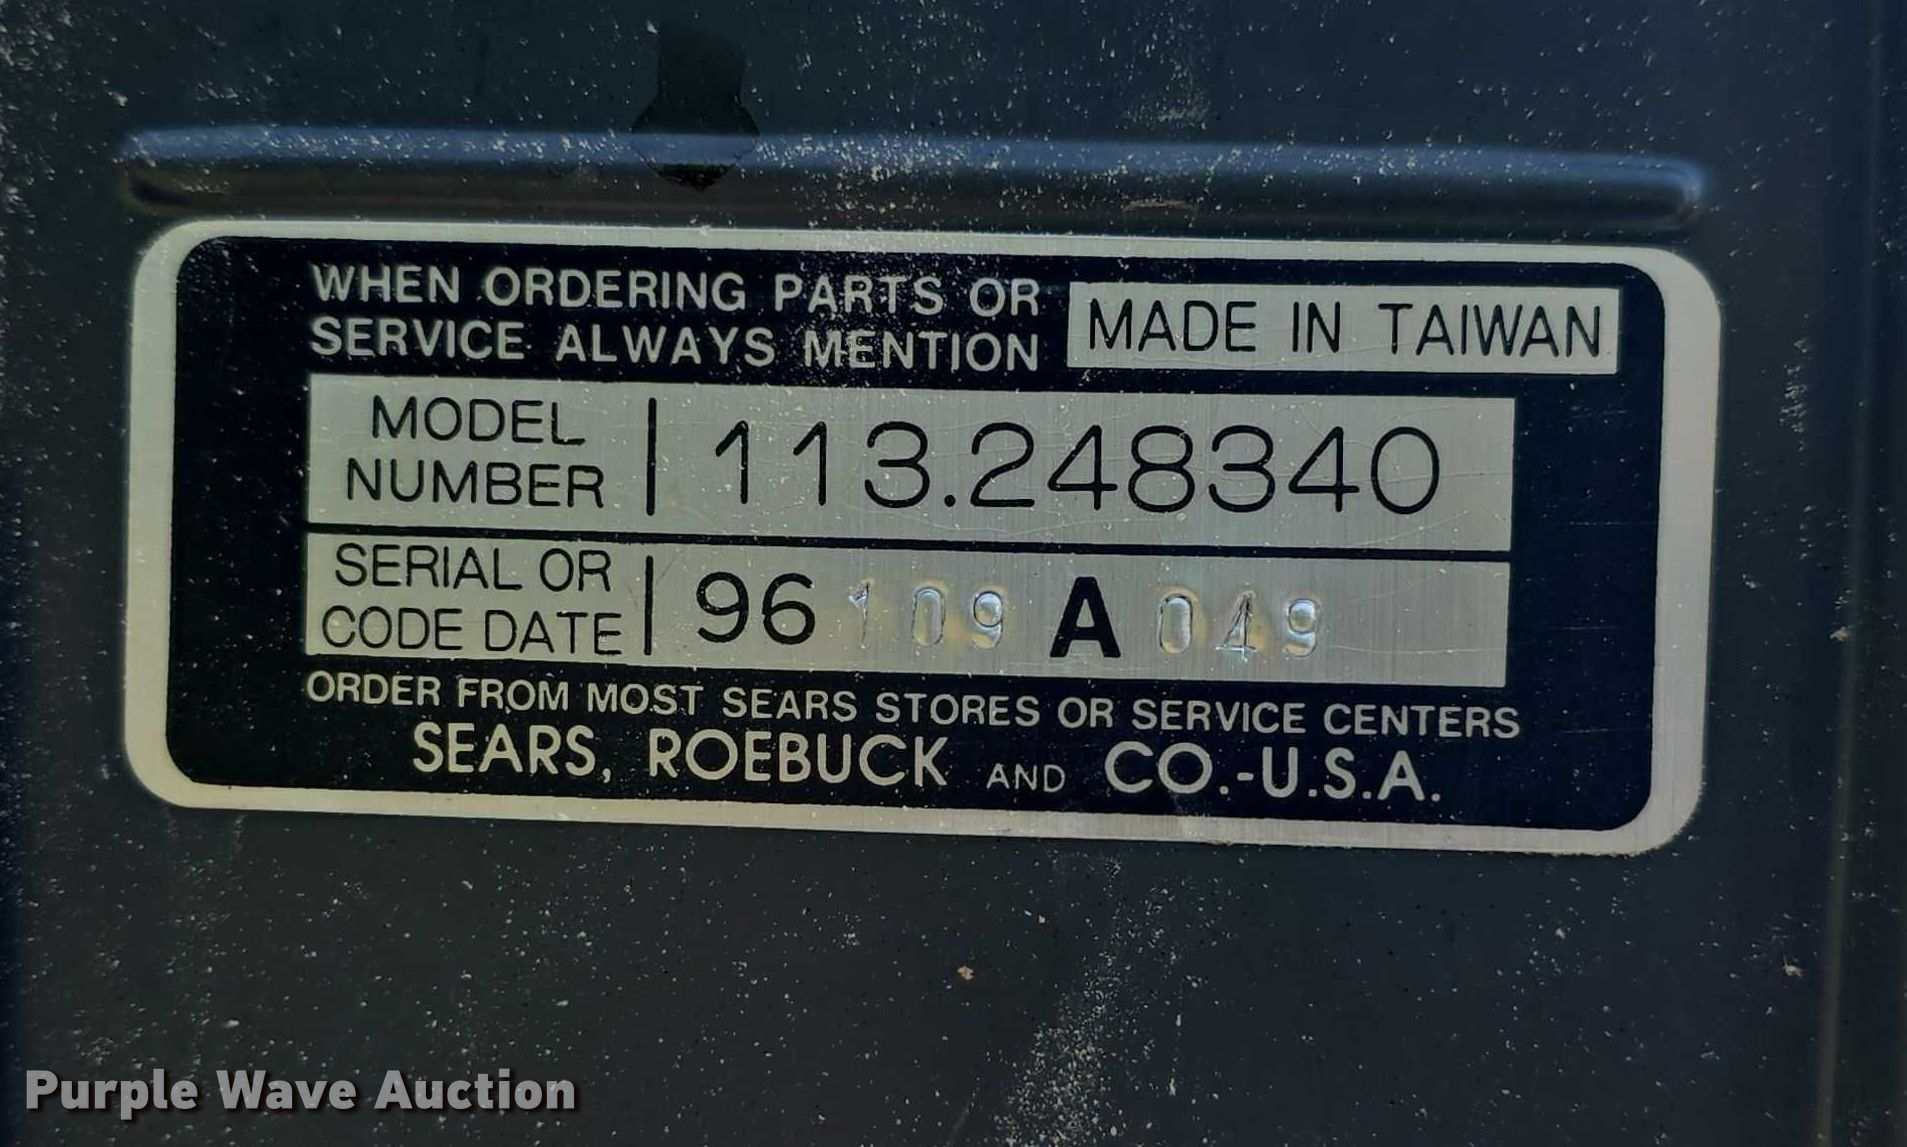 WHEN ORDERING PARTS OR
SERVICE ALWAYS MENTION
MADE IN TAIWAN
MODEL
NUMBER
113.248340
SERIAL OR
CODE DATE
96 109 A 049
ORDER FROM MOST SEARS STORES OR SERVICE CENTERS
SEARS, ROEBUCK AND CO.-U.S.A.
Purple Wave Auction